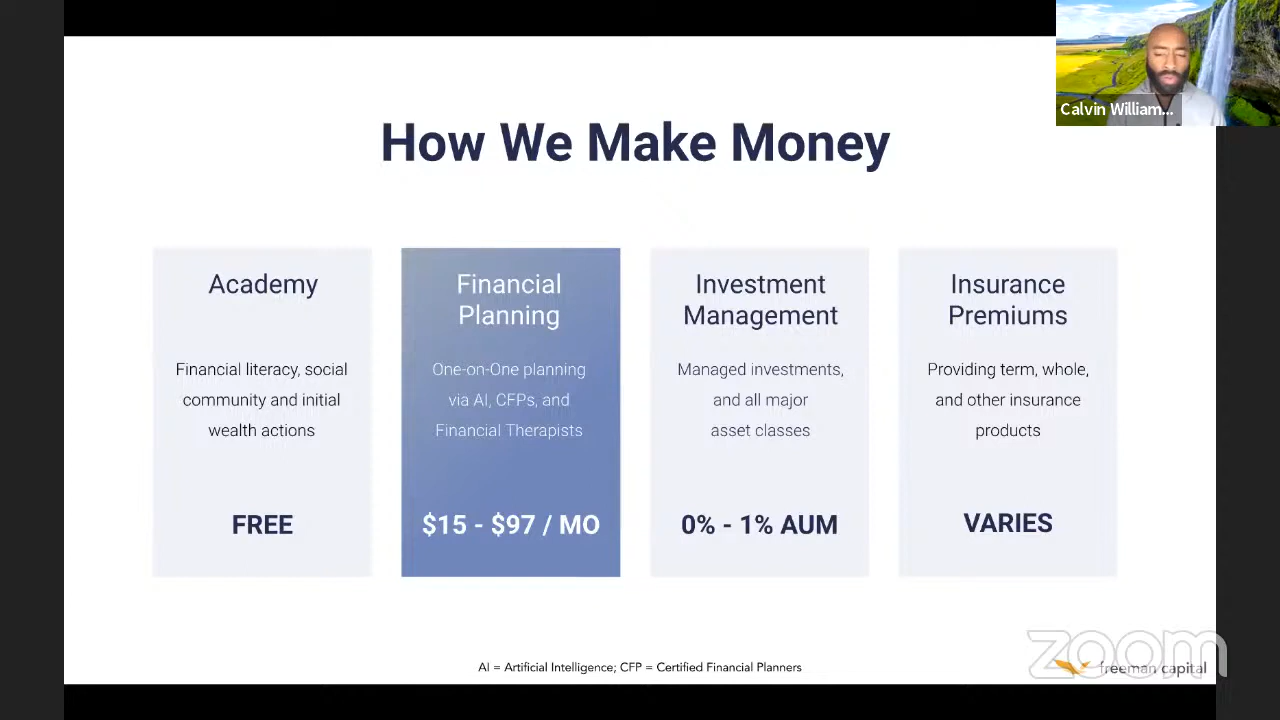 Calvin William...
How We Make Money
Academy
Financial literacy, social
community and initial
wealth actions
FREE
Financial
Planning
One-on-One planning
via AI, CFPs, and
Financial Therapists
$15 - $97 / MO
Investment
Management
Managed investments,
and all major
asset classes
0% - 1% AUM
Insurance
Premiums
Providing term, whole,
and other insurance
products
VARIES
AI = Artificial Intelligence; CFP = Certified Financial Planners
zoom
freeman capital